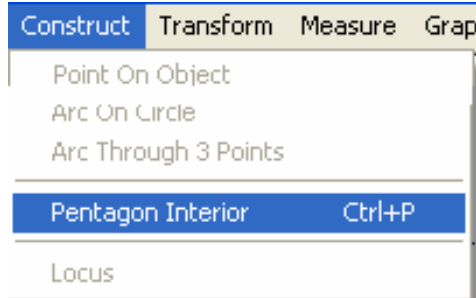 Construct Transform Measure Grap
Point On Object
Arc On Circle
Arc Through 3 Points
Pentagon Interior Ctrl+P
Locus